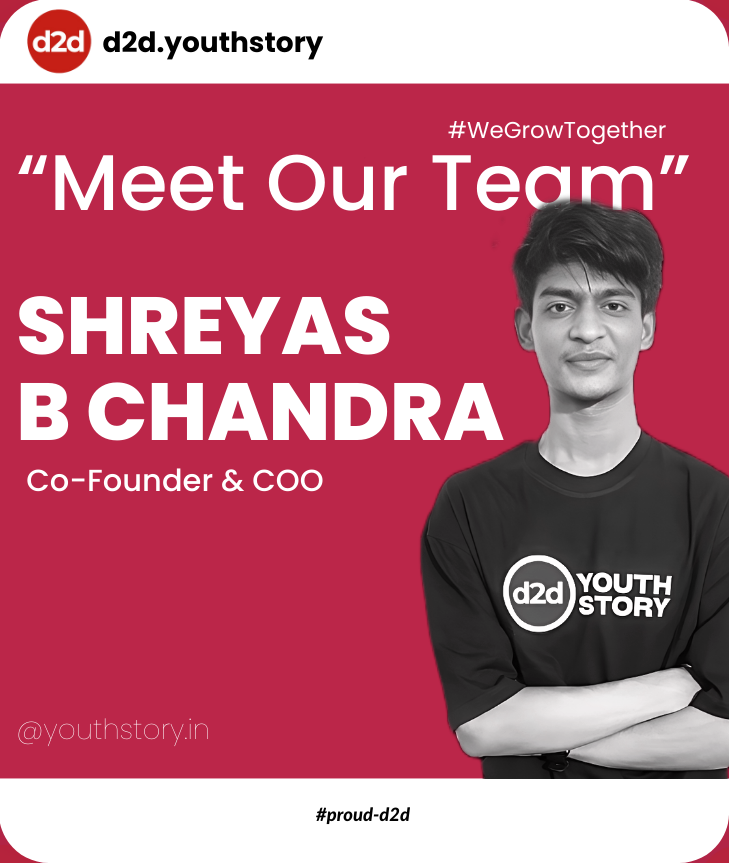 d2d d2d.youthstory
#WeGrowTogether
“Meet Our Team”
SHREYAS
B CHANDRA
Co-Founder & COO
d2d YOUTH
STORY
@youthstory.in
#proud-d2d